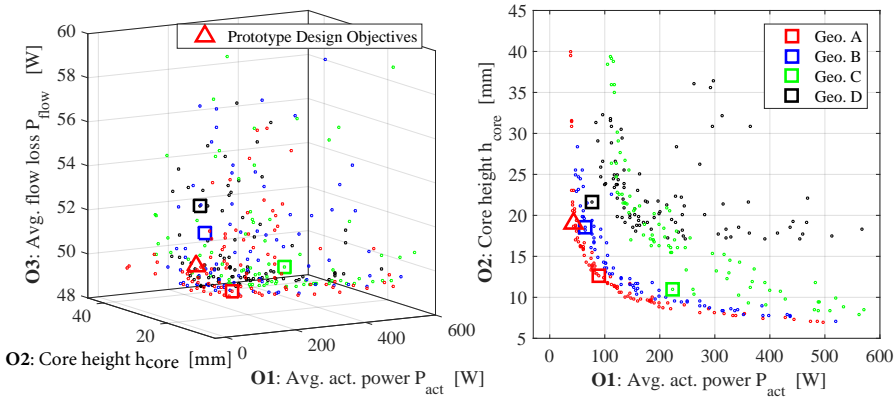 Prototype Design Objectives
60
58
56
54
52
50
48
O3: Avg. flow loss P_flow [W]
40
20
O2: Core height h_core [mm]
0
200
400
600
O1: Avg. act. power P_act [W]
45
40
35
30
25
20
15
10
5
O2: Core height h_core [mm]
Geo. A
Geo. B
Geo. C
Geo. D
0 100 200 300 400 500 600
O1: Avg. act. power P_act [W]